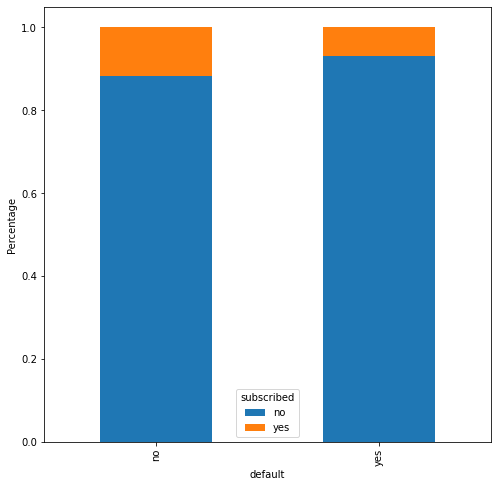 1.0
0.8
0.6
0.4
0.2
0.0
Percentage
subscribed
no
yes
no
yes
default